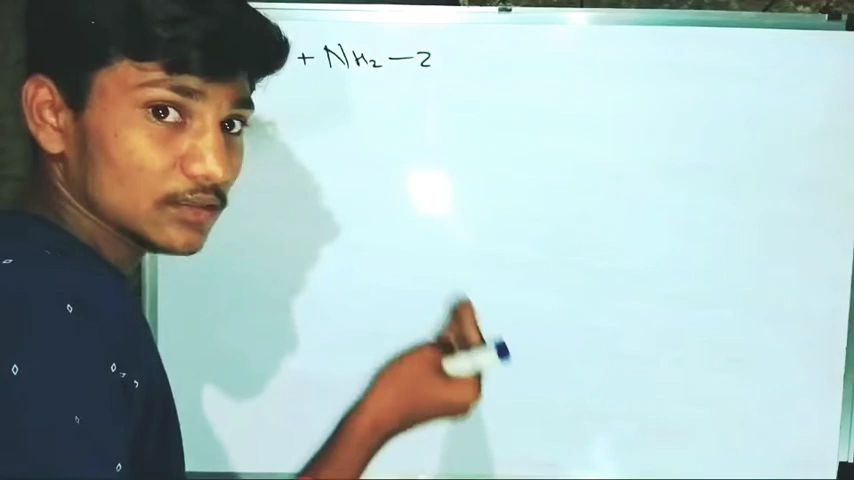 + NH₂ — 2